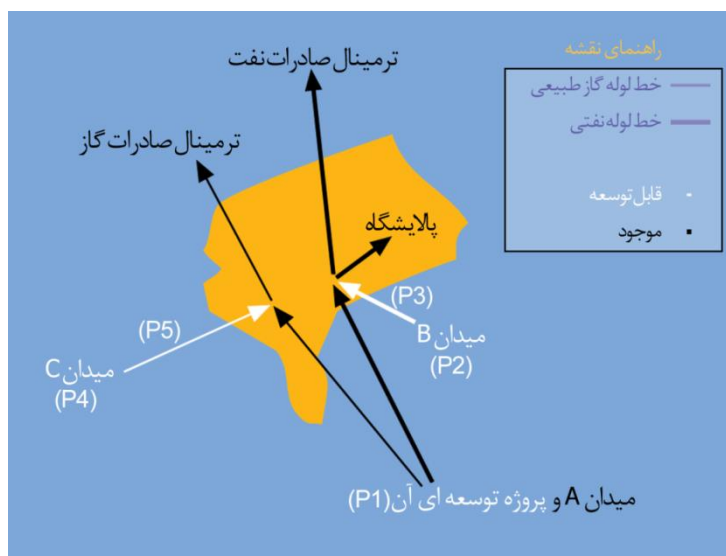 راهنمای نقشه
خط لوله گاز طبیعی
خط لوله نفتی
قابل توسعه
موجود
ترمینال صادرات نفت
ترمینال صادرات گاز
پالایشگاه
(P3)
میدان B
(P2)
(P5)
میدان C
(P4)
میدان A و پروژه توسعه ای آن (P1)